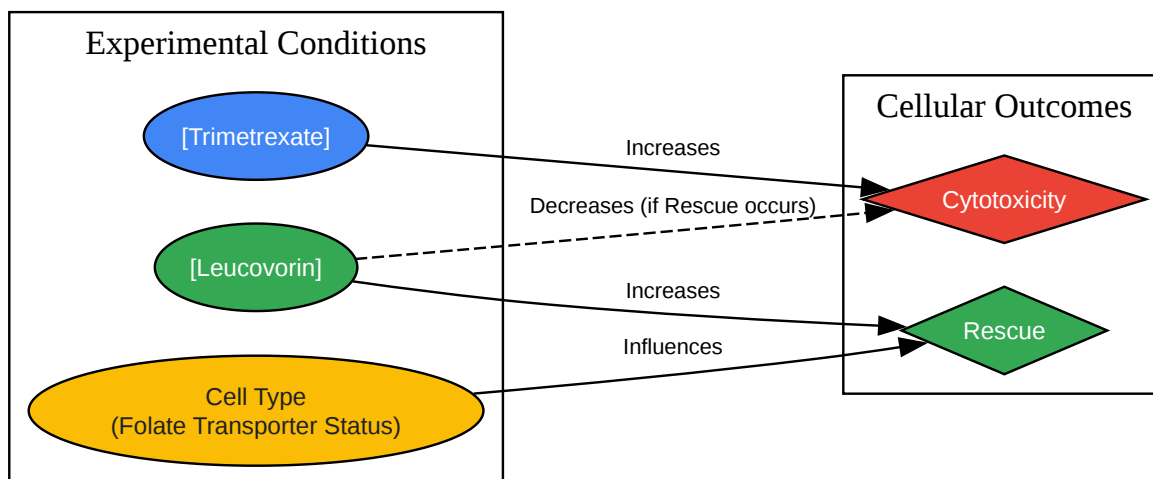 Experimental Conditions
Cellular Outcomes
[Trimetrexate]
Increases
Cytotoxicity
Decreases (if Rescue occurs)
[Leucovorin]
Increases
Rescue
Influences
Cell Type
(Folate Transporter Status)